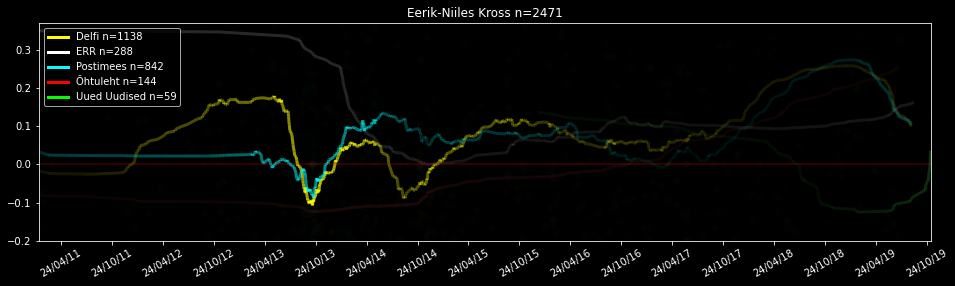 Eerik-Niiles Kross n=2471
Delfi n=1138
ERR n=288
Postimees n=842
Õhtuleht n=144
Uued Uudised n=59
0.3
0.2
0.1
0.0
−0.1
−0.2
24/04/11 24/10/11 24/04/12 24/10/12 24/04/13 24/10/13 24/04/14 24/10/14 24/04/15 24/10/15 24/04/16 24/10/16 24/04/17 24/10/17 24/04/18 24/10/18 24/04/19 24/10/19